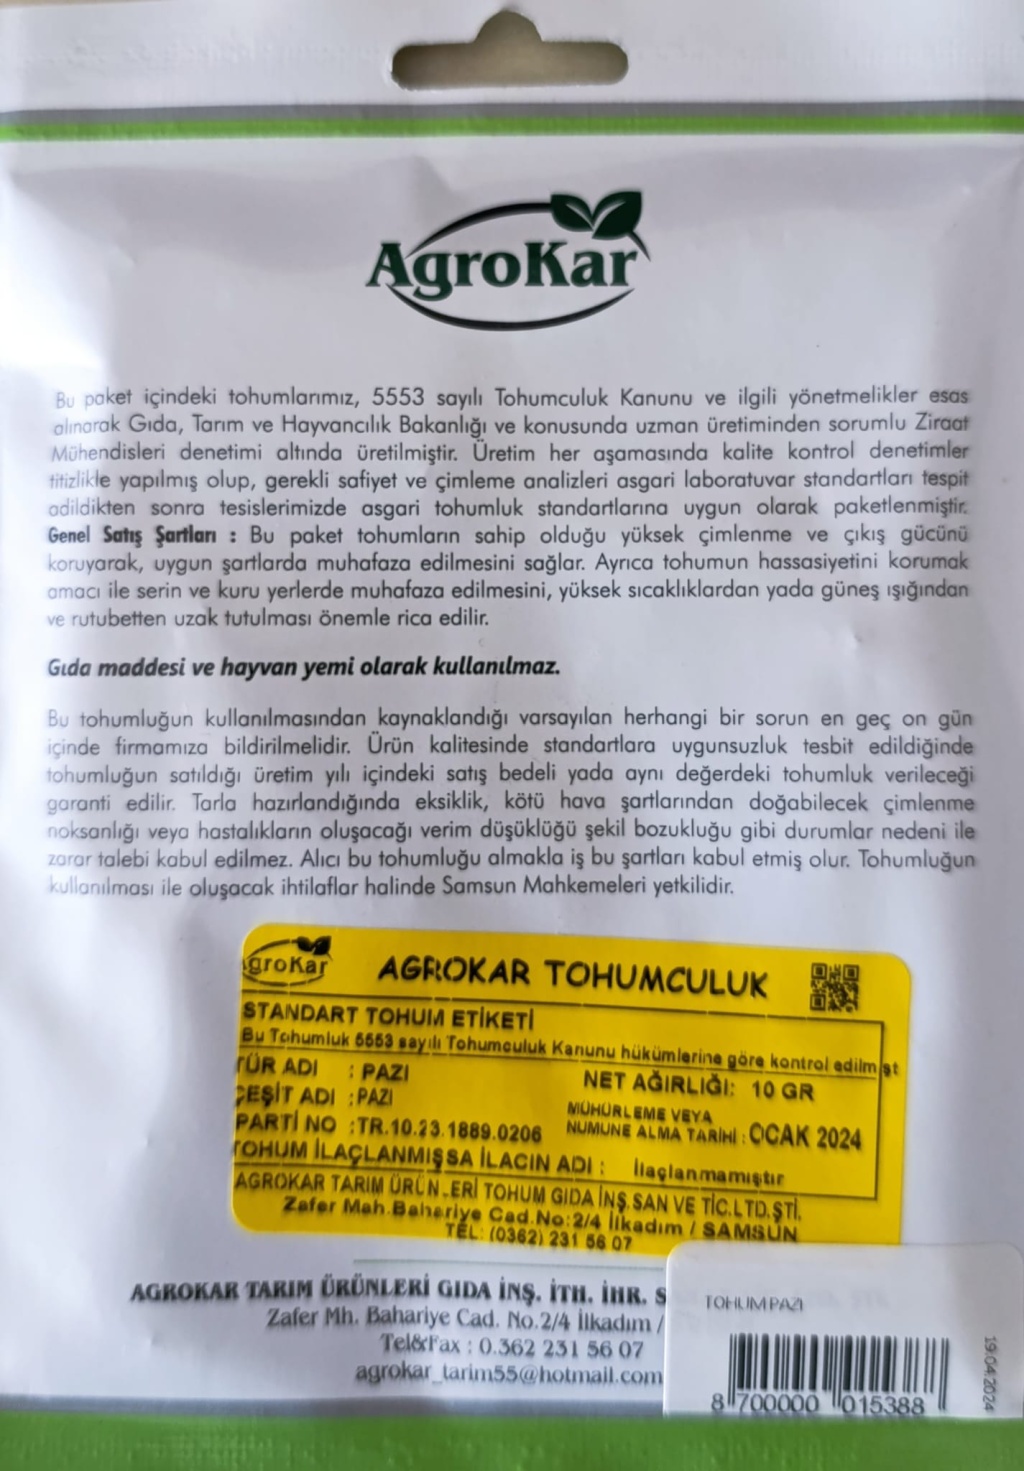 AgroKar
Bu paket içindeki tohumlarımız, 5553 sayılı Tohumculuk Kanunu ve ilgili yönetmelikler esas
alınarak Gıda, Tarım ve Hayvancılık Bakanlığı ve konusunda uzman üretiminden sorumlu Ziraat
Mühendisleri denetimi altında üretilmiştir. Üretim her aşamasında kalite kontrol denetimler
titizlikle yapılmış olup, gerekli safiyet ve çimleme analizleri asgari laboratuvar standartları tespit
adildikten sonra tesislerimizde asgari tohumluk standartlarına uygun olarak paketlenmiştir.
Genel Satış Şartları : Bu paket tohumların sahip olduğu yüksek çimlenme ve çıkış gücünü
koruyarak, uygun şartlarda muhafaza edilmesini sağlar. Ayrıca tohumun hassasiyetini korumak
amacı ile serin ve kuru yerlerde muhafaza edilmesini, yüksek sıcaklıklardan yada güneş ışığından
ve rutubetten uzak tutulması önemle rica edilir.
Gıda maddesi ve hayvan yemi olarak kullanılmaz.
Bu tohumluğun kullanılmasından kaynaklandığı varsayılan herhangi bir sorun en geç on gün
içinde firmamıza bildirilmelidir. Ürün kalitesinde standartlara uygunsuzluk tesbit edildiğinde
tohumluğun satıldığı üretim yılı içindeki satış bedeli yada aynı değerdeki tohumluk verileceği
garanti edilir. Tarla hazırlandığında eksiklik, kötü hava şartlarından doğabilecek çimlenme
noksanlığı veya hastalıkların oluşacağı verim düşüklüğü şekil bozukluğu gibi durumlar nedeni ile
zarar talebi kabul edilmez. Alıcı bu tohumluğu almakla iş bu şartları kabul etmiş olur. Tohumluğun
kullanılması ile oluşacak ihtilaflar halinde Samsun Mahkemeleri yetkilidir.
groKar AGROKAR TOHUMCULUK
STANDART TOHUM ETİKETİ
Bu Tohumluk 5553 sayılı Tohumculuk Kanunu hükümlerine göre kontrol edilmişt
TÜR ADI : PAZI NET AĞIRLIĞI: 10 GR
ÇEŞİT ADI : PAZI MÜHÜRLEME VEYA
PARTİ NO :TR.10.23.1889.0206 NUMUNE ALMA TARİHİ : OCAK 2024
TOHUM İLAÇLANMIŞSA İLACIN ADI : İlaçlanmamıştır
AGROKAR TARIM ÜRÜNLERİ TOHUM GIDA İNŞ.SAN VE TİC.LTD.ŞTİ.
Zafer Mah.Bahariye Cad.No:2/4 İlkadım / SAMSUN
TEL: (0362) 231 56 07
AGROKAR TARIM ÜRÜNLERİ GIDA İNŞ. İTH. İHR. S
Zafer Mh. Bahariye Cad. No.2/4 İlkadım /
Tel&Fax : 0.362 231 56 07
agrokar_tarim55@hotmail.com
TOHUM PAZI
8 700000 015388
19.04.2024